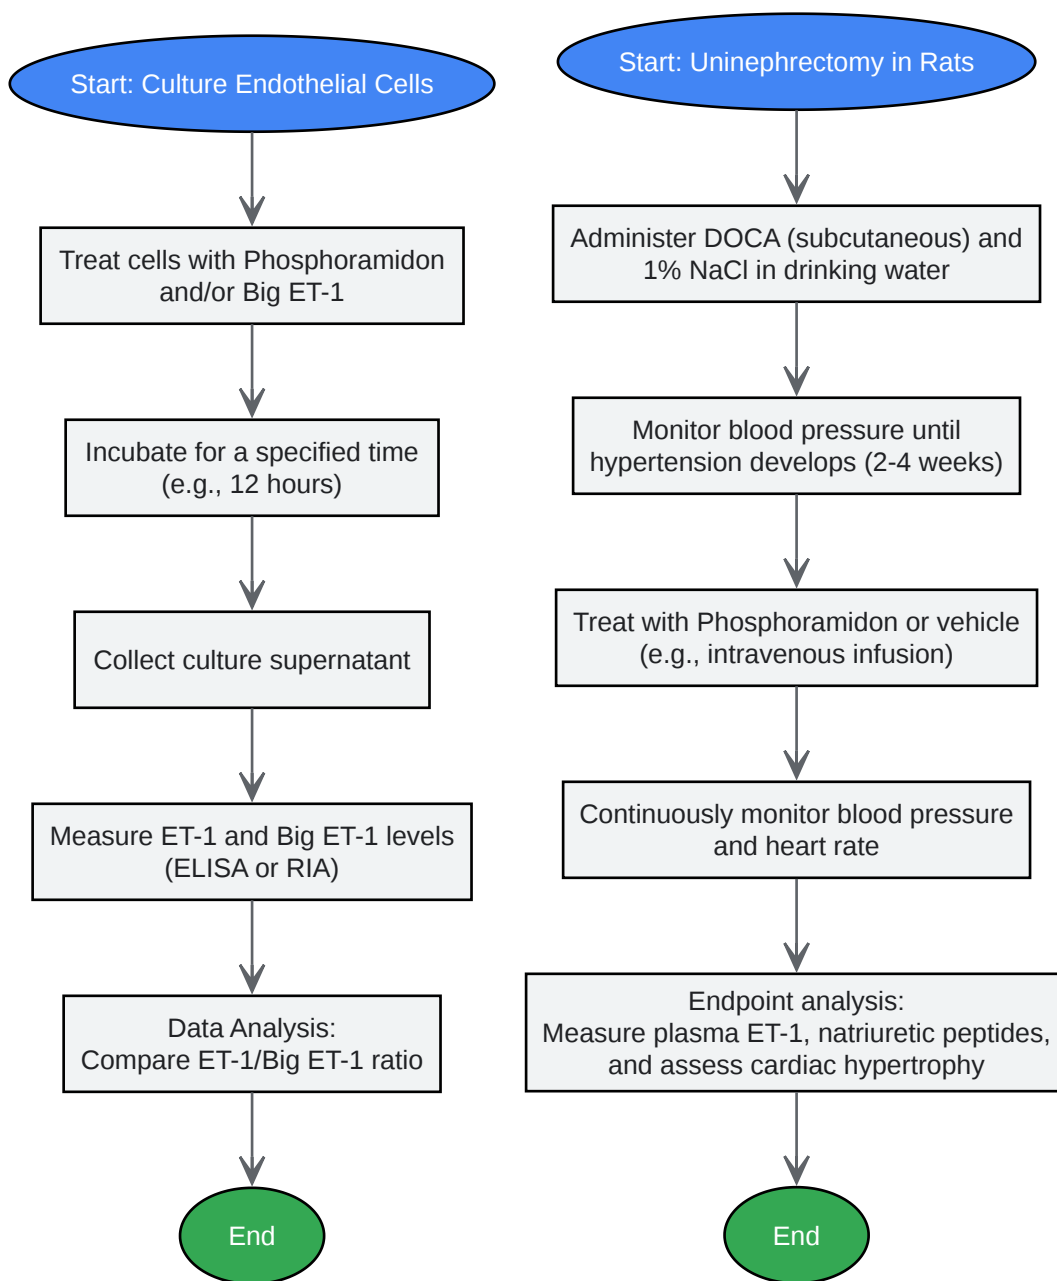 Start: Culture Endothelial Cells
Treat cells with Phosphoramidon
and/or Big ET-1
Incubate for a specified time
(e.g., 12 hours)
Collect culture supernatant
Measure ET-1 and Big ET-1 levels
(ELISA or RIA)
Data Analysis:
Compare ET-1/Big ET-1 ratio
End
Start: Uninephrectomy in Rats
Administer DOCA (subcutaneous) and
1% NaCl in drinking water
Monitor blood pressure until
hypertension develops (2-4 weeks)
Treat with Phosphoramidon or vehicle
(e.g., intravenous infusion)
Continuously monitor blood pressure
and heart rate
Endpoint analysis:
Measure plasma ET-1, natriuretic peptides,
and assess cardiac hypertrophy
End